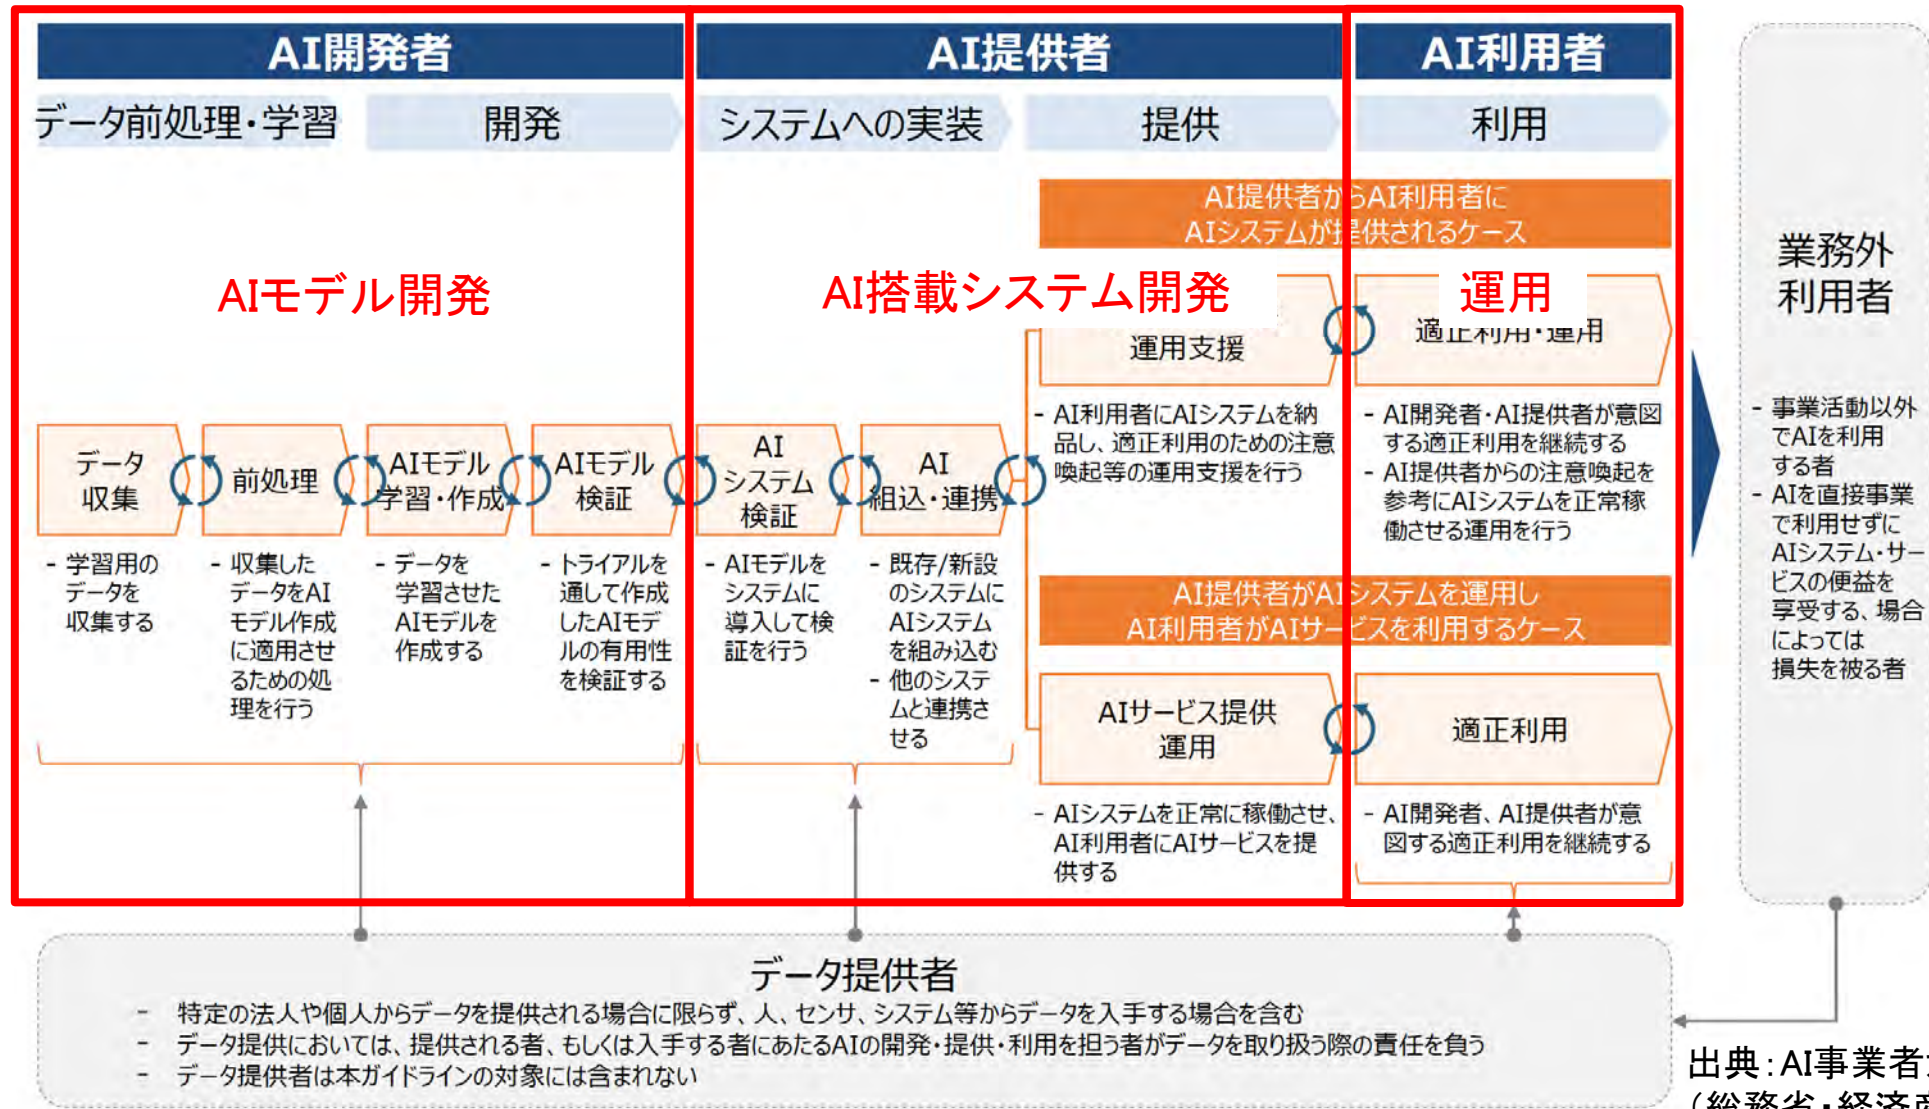 AI開発者
AI提供者
AI利用者
データ前処理・学習
開発
システムへの実装
提供
利用
AI提供者からAI利用者に
AIシステムが提供されるケース
AIモデル開発
AI搭載システム開発
運用
運用支援
適正利用・運用
- AI利用者にAIシステムを納
品し、適正利用のための注意
喚起等の運用支援を行う
- AI開発者・AI提供者が意図
する適正利用を継続する
- AI提供者からの注意喚起を
参考にAIシステムを正常稼
働させる運用を行う
データ
収集
前処理
AIモデル
学習・作成
AIモデル
検証
AI
システム
検証
AI
組込・連携
- 学習用の
データを
収集する
- 収集した
データをAI
モデル作成
に適用させ
るための処
理を行う
- データを
学習させた
AIモデルを
作成する
- トライアルを
通して作成
したAIモデ
ルの有用性
を検証する
- AIモデルを
システムに
導入して検
証を行う
- 既存/新設
のシステムに
AIシステム
を組み込む
- 他のシステ
ムと連携さ
せる
AI提供者がAIシステムを運用し
AI利用者がAIサービスを利用するケース
AIサービス提供
運用
適正利用
- AIシステムを正常に稼働させ、
AI利用者にAIサービスを提
供する
- AI開発者、AI提供者が意
図する適正利用を継続する
業務外
利用者
- 事業活動以外
でAIを利用
する者
- AIを直接事業
で利用せずに
AIシステム・サー
ビスの便益を
享受する、場合
によっては
損失を被る者
データ提供者
- 特定の法人や個人からデータを提供される場合に限らず、人、センサ、システム等からデータを入手する場合を含む
- データ提供においては、提供される者、もしくは入手する者にあたるAIの開発・提供・利用を担う者がデータを取り扱う際の責任を負う
- データ提供者は本ガイドラインの対象には含まれない
出典：AI事業者
（総務省・経済